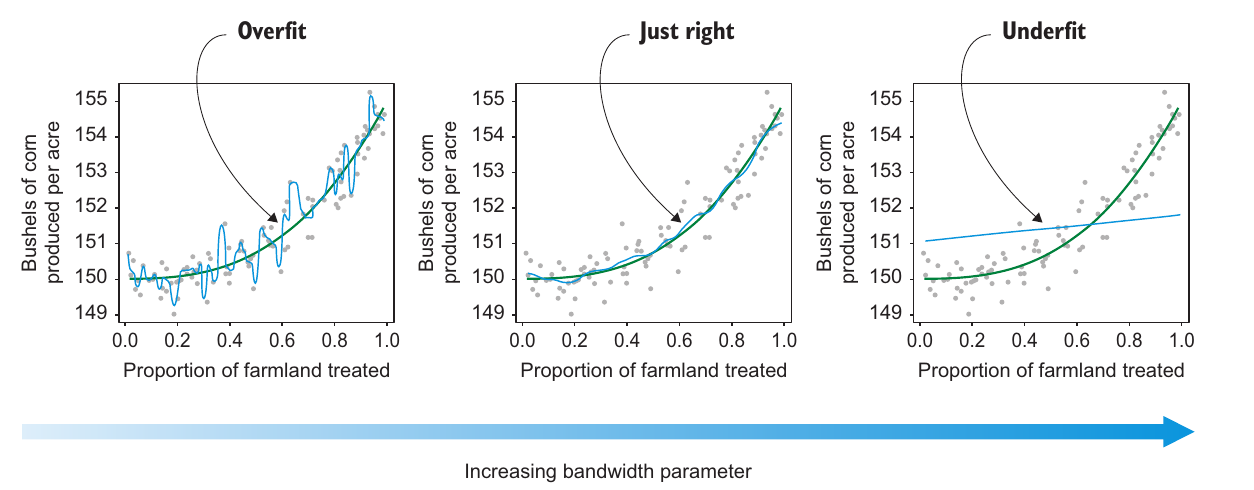 Overfit
Just right
Underfit
155
154
153
152
151
150
149
Bushels of corn
produced per acre
0.0 0.2 0.4 0.6 0.8 1.0
Proportion of farmland treated
155
154
153
152
151
150
149
Bushels of corn
produced per acre
0.0 0.2 0.4 0.6 0.8 1.0
Proportion of farmland treated
155
154
153
152
151
150
149
Bushels of corn
produced per acre
0.0 0.2 0.4 0.6 0.8 1.0
Proportion of farmland treated
Increasing bandwidth parameter